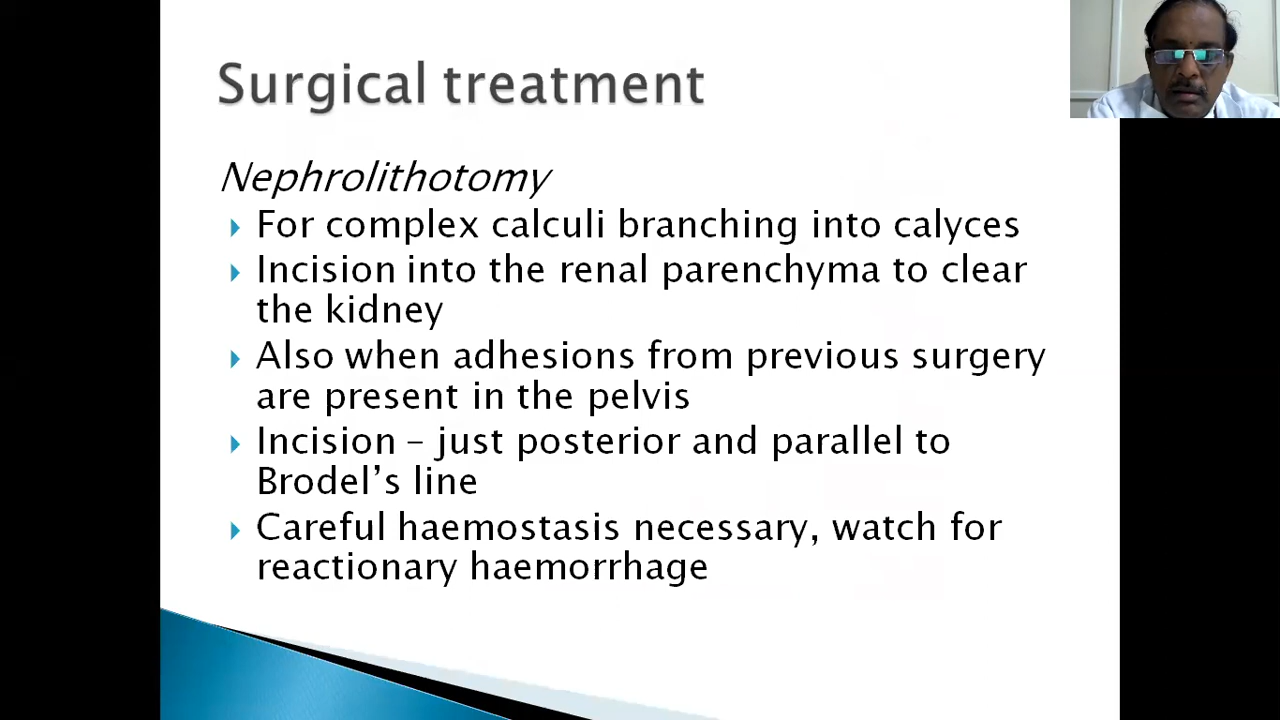 Surgical treatment
Nephrolithotomy
For complex calculi branching into calyces
Incision into the renal parenchyma to clear
the kidney
Also when adhesions from previous surgery
are present in the pelvis
Incision – just posterior and parallel to
Brodel’s line
Careful haemostasis necessary, watch for
reactionary haemorrhage